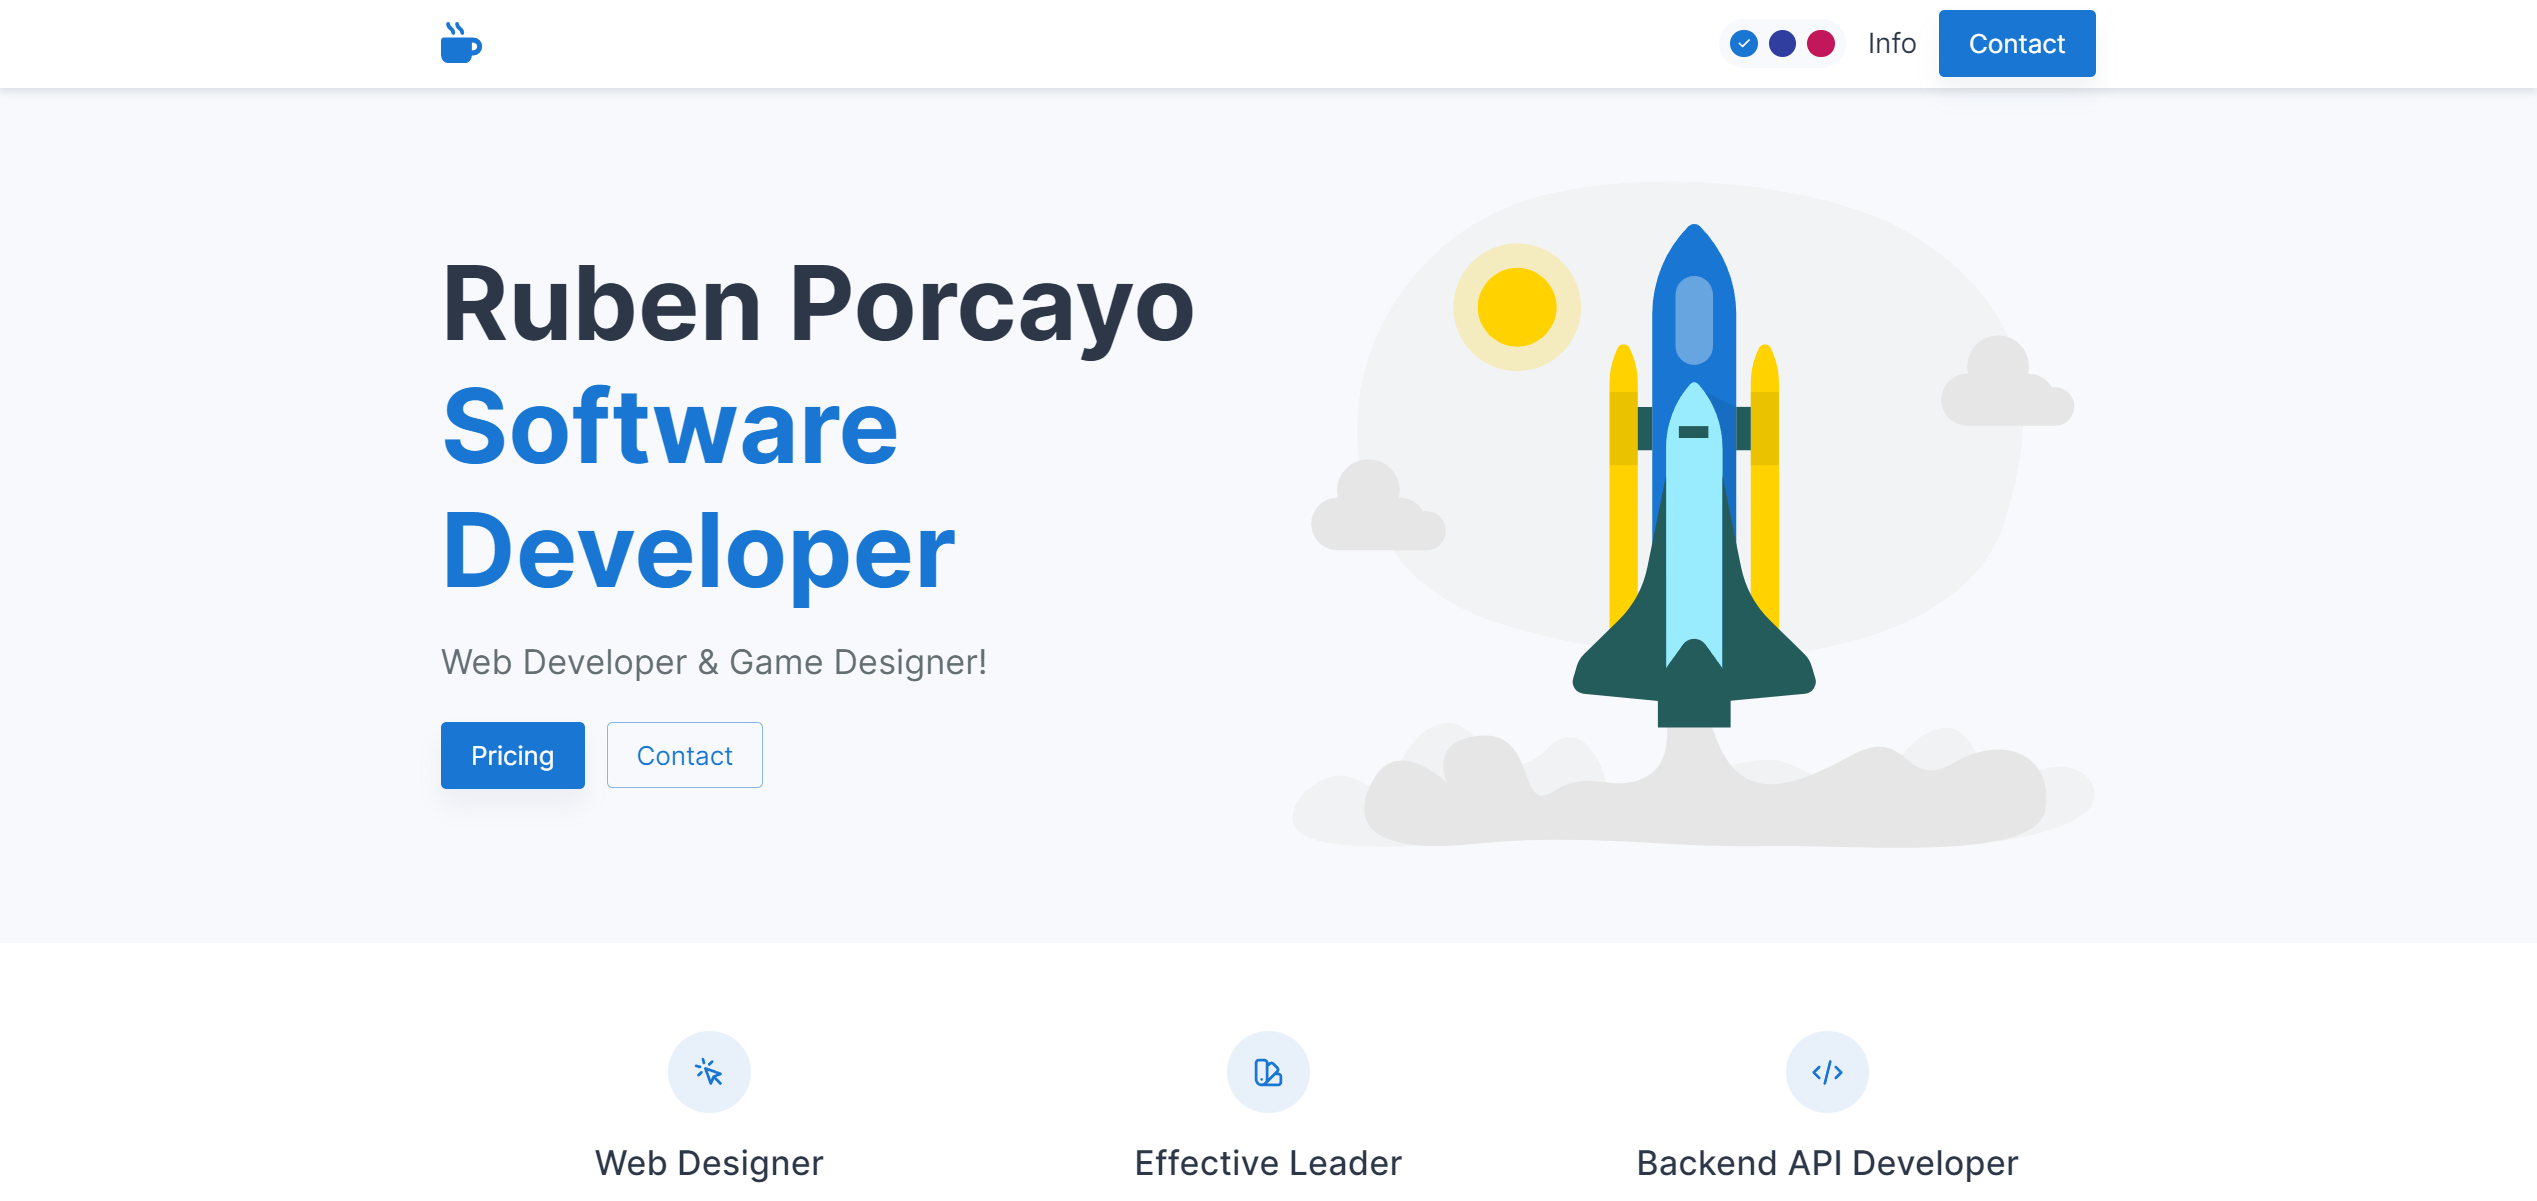 Info
Contact
Ruben Porcayo
Software
Developer
Web Developer & Game Designer!
Pricing
Contact
Web Designer
Effective Leader
Backend API Developer